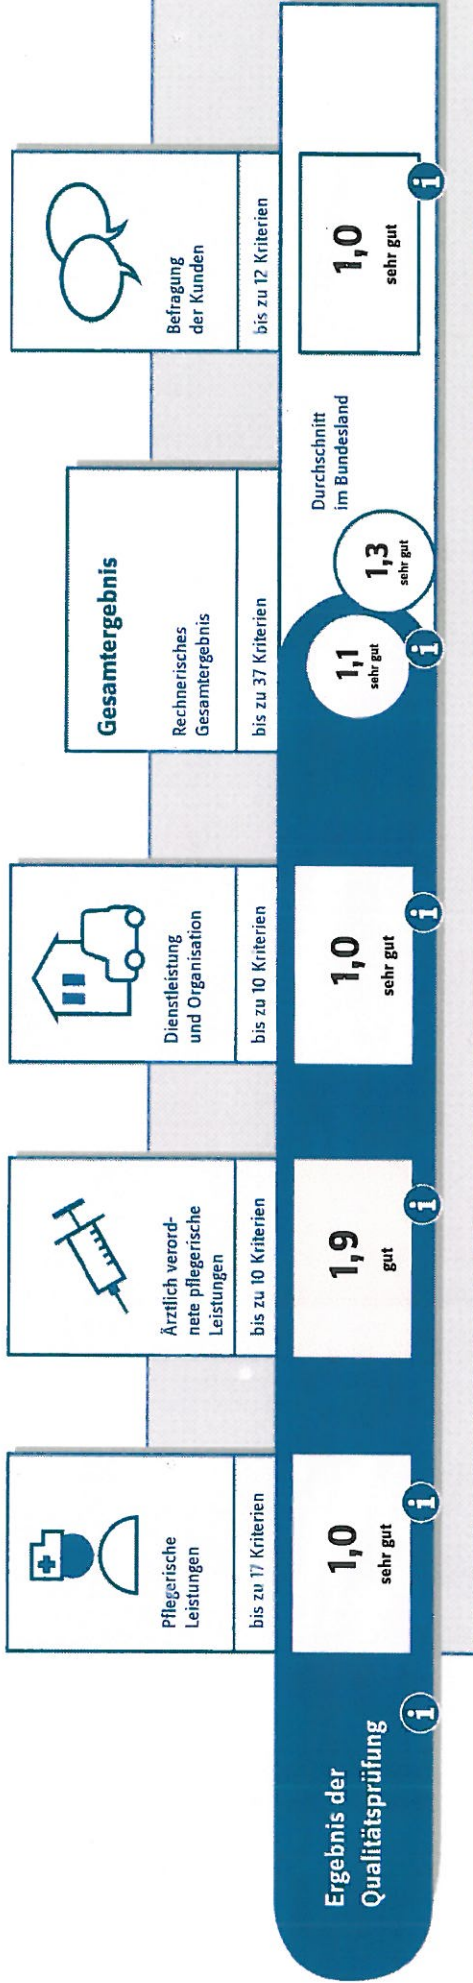 Ergebnis der
Qualitätsprüfung
Pflegerische
Leistungen
bis zu 17 Kriterien
1,0
sehr gut
Ärztlich verord-
nete pflegerische
Leistungen
bis zu 10 Kriterien
1,9
gut
Dienstleistung
und Organisation
bis zu 10 Kriterien
1,0
sehr gut
Gesamtergebnis
Rechnerisches
Gesamtergebnis
bis zu 37 Kriterien
1,1
sehr gut
Durchschnitt
im Bundesland
1,3
sehr gut
Befragung
der Kunden
bis zu 12 Kriterien
1,0
sehr gut